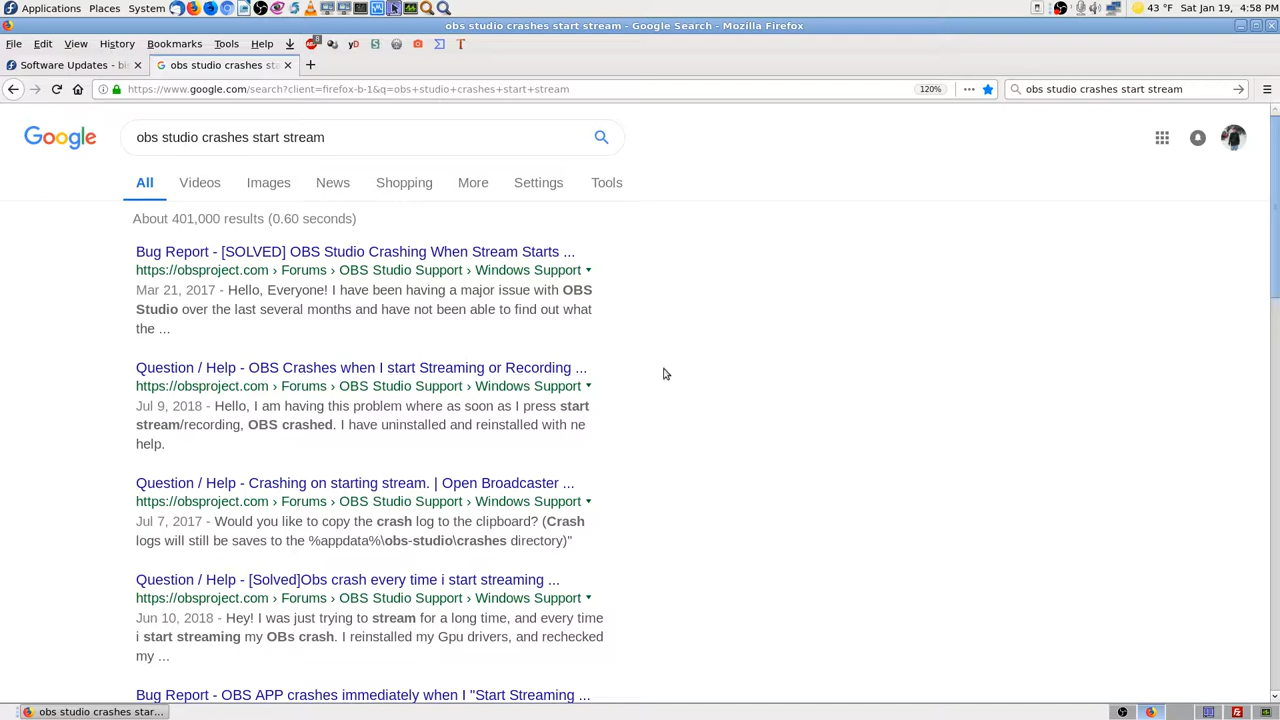 Applications Places System 43 °F Sat Jan 19, 4:58 PM
obs studio crashes start stream - Google Search - Mozilla Firefox
File Edit View History Bookmarks Tools Help
Software Updates - bi
obs studio crashes sta
https://www.google.com/search?client=firefox-b-1&q=obs+studio+crashes+start+stream 120% obs studio crashes start stream
Google obs studio crashes start stream
All Videos Images News Shopping More Settings Tools
About 401,000 results (0.60 seconds)
Bug Report - [SOLVED] OBS Studio Crashing When Stream Starts ...
https://obsproject.com › Forums › OBS Studio Support › Windows Support
Mar 21, 2017 - Hello, Everyone! I have been having a major issue with OBS
Studio over the last several months and have not been able to find out what
the ...
Question / Help - OBS Crashes when I start Streaming or Recording ...
https://obsproject.com › Forums › OBS Studio Support › Windows Support
Jul 9, 2018 - Hello, I am having this problem where as soon as I press start
stream/recording, OBS crashed. I have uninstalled and reinstalled with ne
help.
Question / Help - Crashing on starting stream. | Open Broadcaster ...
https://obsproject.com › Forums › OBS Studio Support › Windows Support
Jul 7, 2017 - Would you like to copy the crash log to the clipboard? (Crash
logs will still be saves to the %appdata%\obs-studio\crashes directory)"
Question / Help - [Solved]Obs crash every time i start streaming ...
https://obsproject.com › Forums › OBS Studio Support › Windows Support
Jun 10, 2018 - Hey! I was just trying to stream for a long time, and every time
i start streaming my OBs crash. I reinstalled my Gpu drivers, and rechecked
my ...
Bug Report - OBS APP crashes immediately when I "Start Streaming ...
obs studio crashes star...